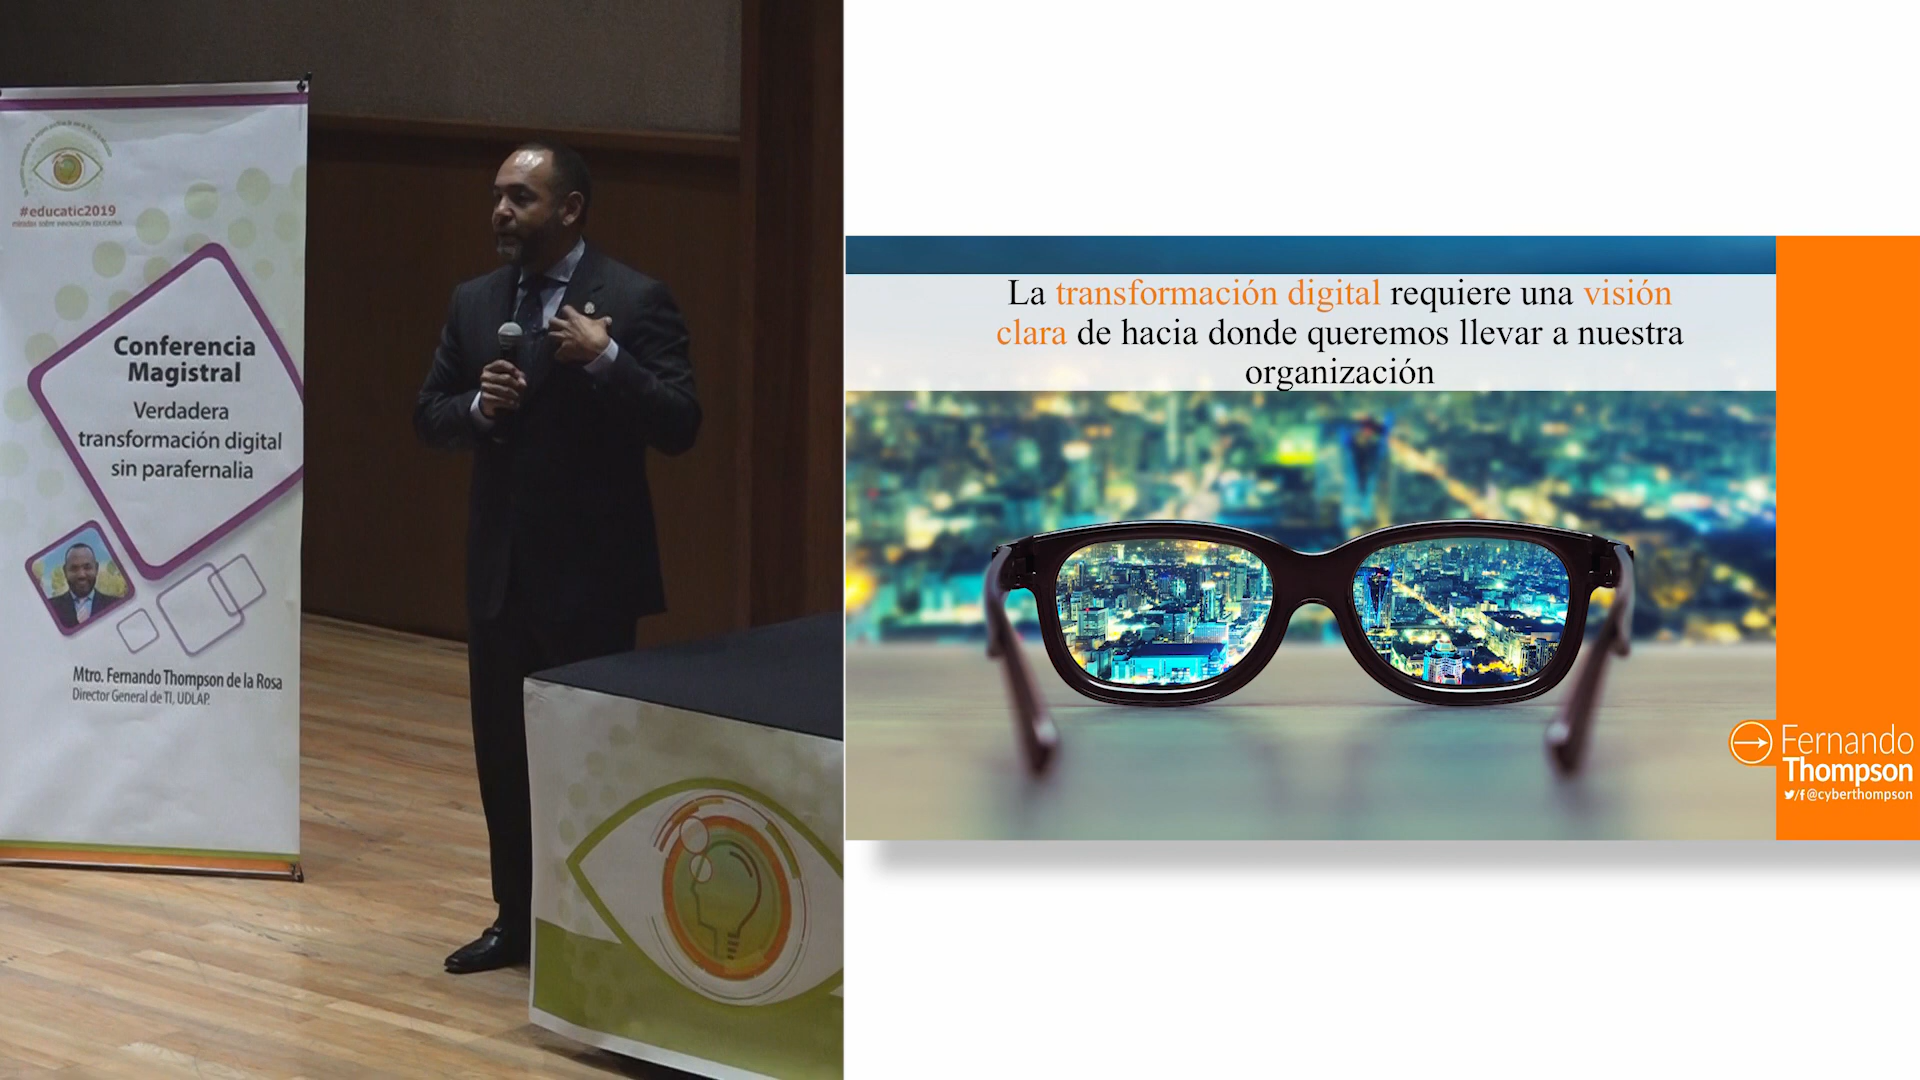 #educatic2019
Conferencia
Magistral
Verdadera
transformación digital
sin parafernalia
Mtro. Fernando Thompson de la Rosa
Director General de TI, UDLAP.
La transformación digital requiere una visión
clara de hacia donde queremos llevar a nuestra
organización
Fernando
Thompson
/f @cyberthompson